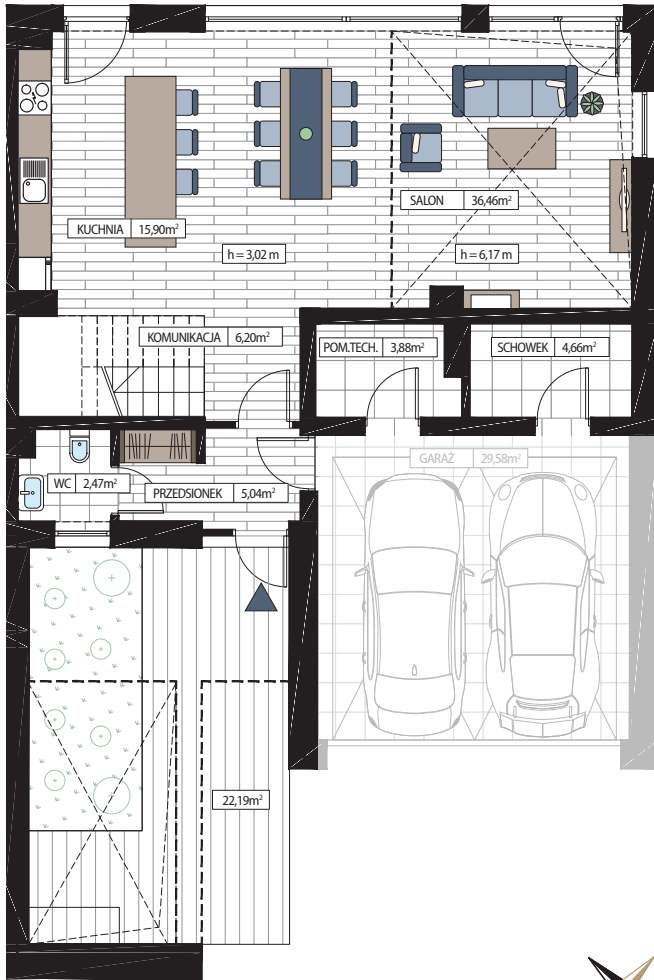 SALON 36,46m²
KUCHNIA 15,90m²
h = 3,02 m
h = 6,17 m
KOMUNIKACJA 6,20m²
POM.TECH. 3,88m²
SCHOWEK 4,66m²
GARAŻ 29,58m²
WC 2,47m²
PRZEDSIONEK 5,04m²
22,19m²